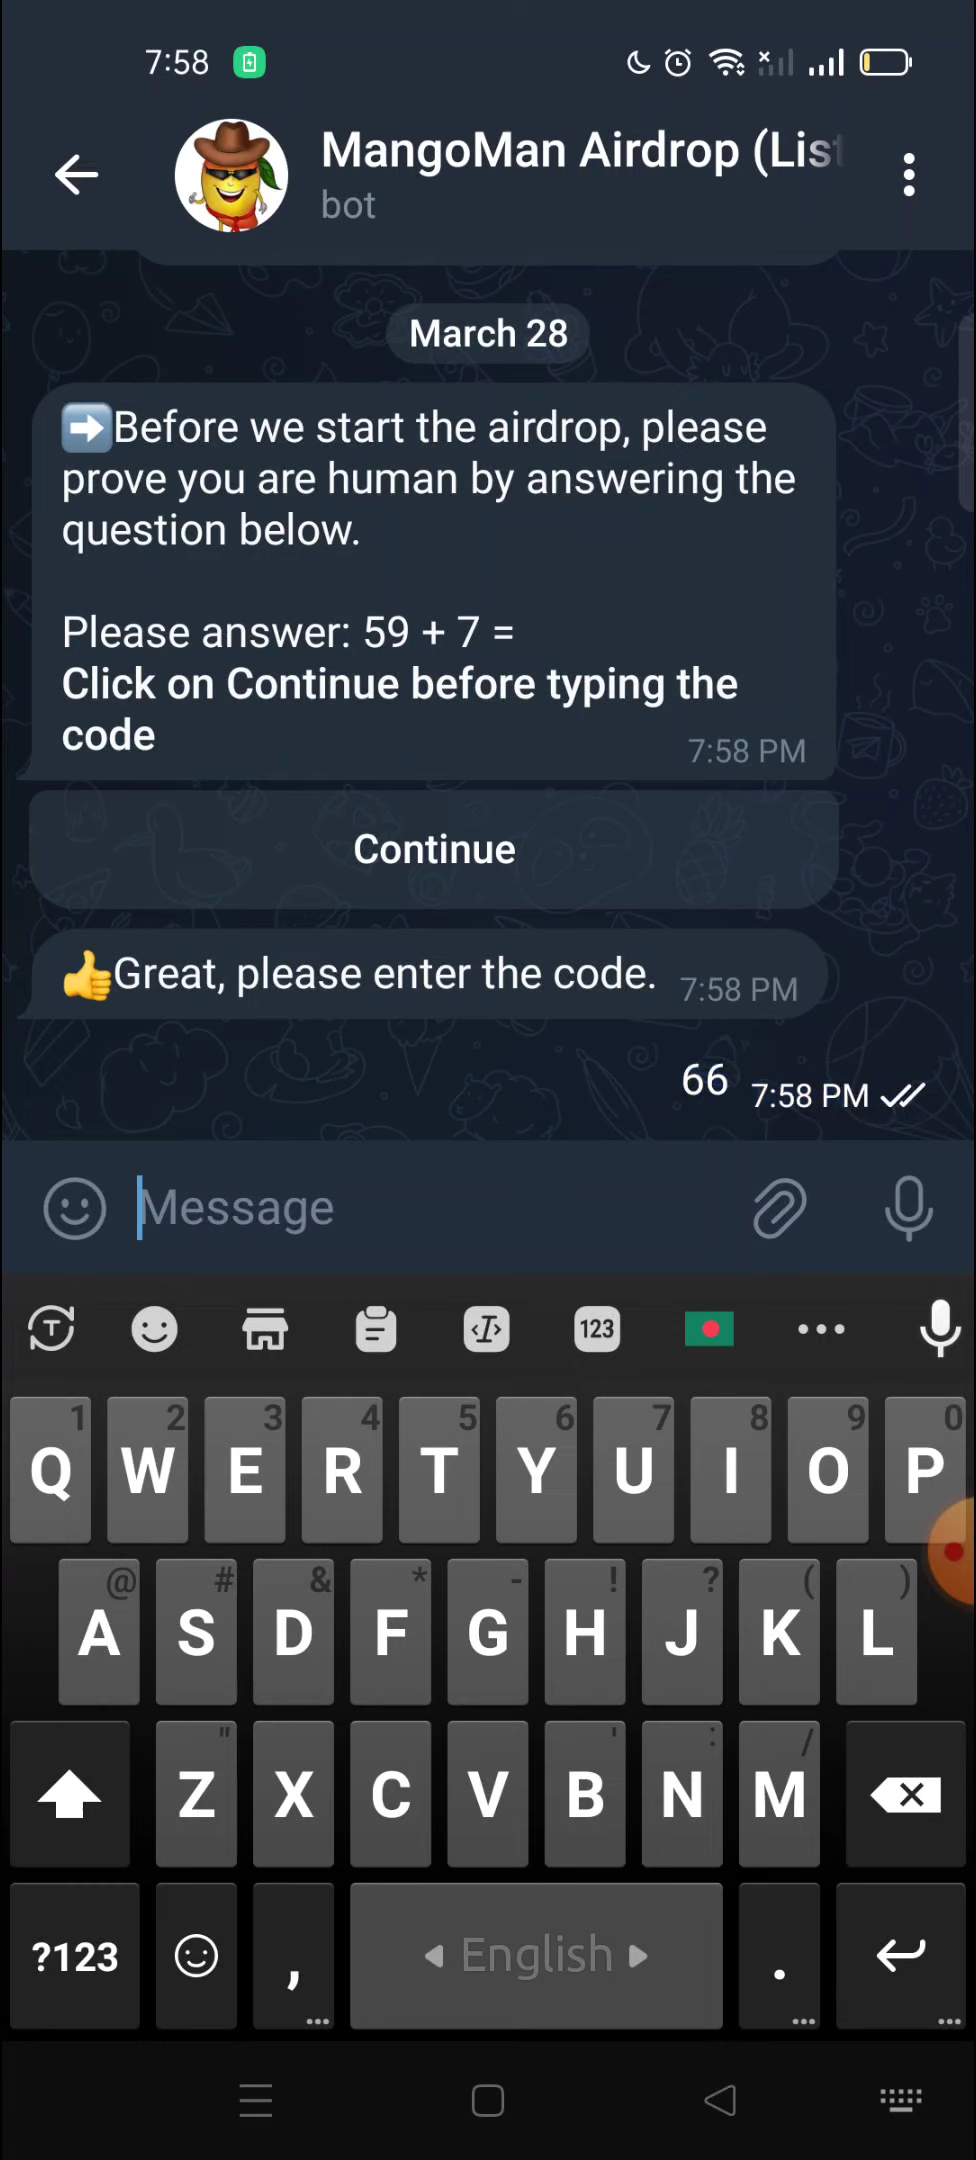 7:58
MangoMan Airdrop (List
bot
March 28
➡️Before we start the airdrop, please
prove you are human by answering the
question below.
Please answer: 59 + 7 =
Click on Continue before typing the
code
7:58 PM
Continue
👍Great, please enter the code. 7:58 PM
66 7:58 PM
Message
T 123
1 2 3 4 5 6 7 8 9 0
Q W E R T Y U I O P
@ # & * - ! ? ( )
A S D F G H J K L
" ' : /
Z X C V B N M
?123 , English .